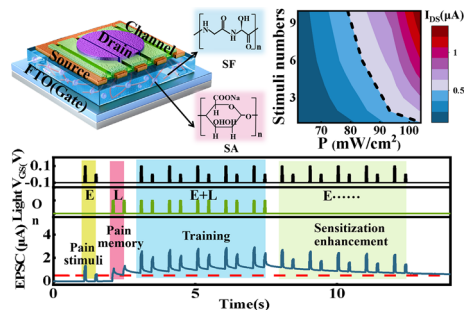 Channel
Drain
Source
FTO(Gate)
OH
N
H
O
H
N
O
n
SF
COONa
O
OHOH
O
n
SA
Stimuli numbers
9
6
3
70 80 90 100
P (mW/cm²)
I_DS(μA)
1
0.5
EPSC (μA) Light V_GS(V)
0.1
-0.1
O
n
4
2
0
E
L
E+L
E······
Pain
stimuli
Pain
memory
Training
Sensitization
enhancement
0 5 10
Time(s)